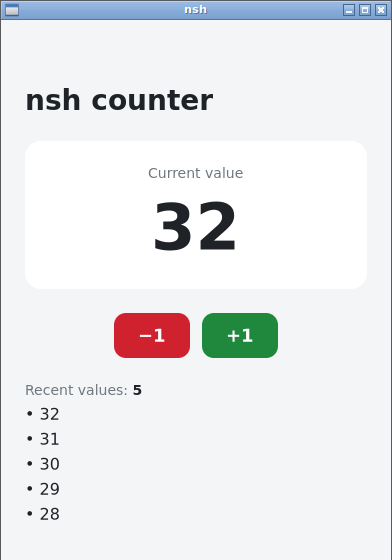 nsh
nsh counter
Current value
32
−1 +1
Recent values: 5
• 32
• 31
• 30
• 29
• 28